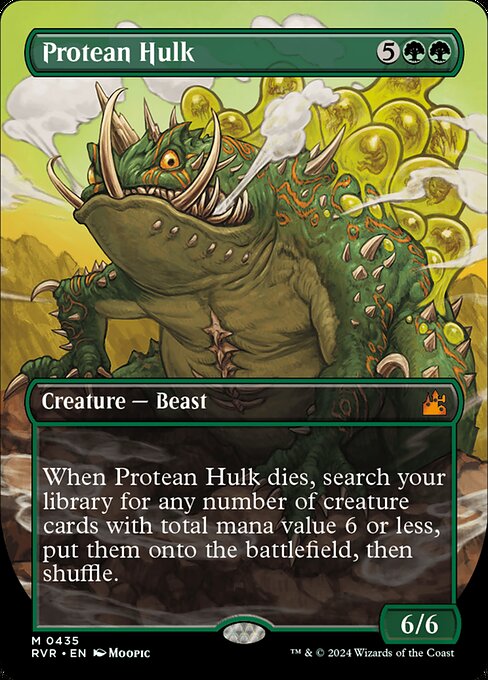 Protean Hulk 5
Creature — Beast
When Protean Hulk dies, search your
library for any number of creature
cards with total mana value 6 or less,
put them onto the battlefield, then
shuffle.
6/6
M 0435
RVR • EN Moopic
™ & © 2024 Wizards of the Coast